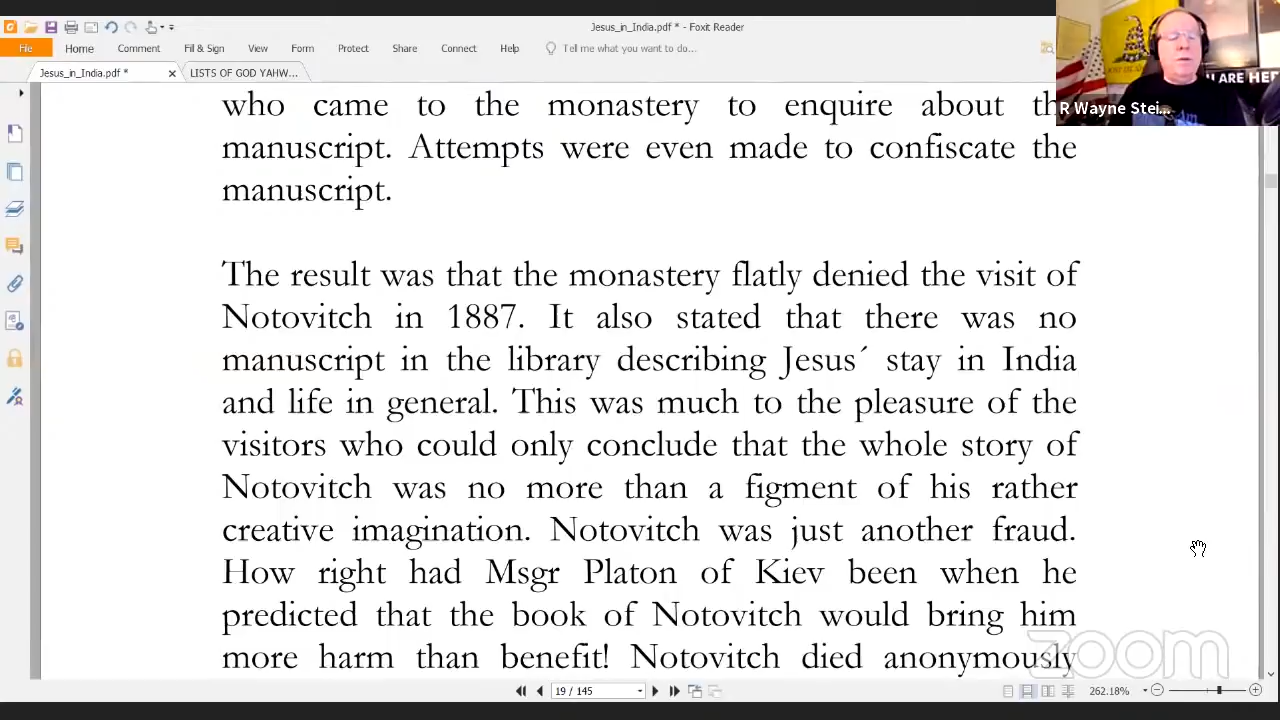 Jesus_in_India.pdf * - Foxit Reader
File Home Comment Fill & Sign View Form Protect Share Connect Help Tell me what you want to do...
Jesus_in_India.pdf * LISTS OF GOD YAHW...
R Wayne Stei...
who came to the monastery to enquire about
manuscript. Attempts were even made to confiscate the
manuscript.
The result was that the monastery flatly denied the visit of
Notovitch in 1887. It also stated that there was no
manuscript in the library describing Jesus´ stay in India
and life in general. This was much to the pleasure of the
visitors who could only conclude that the whole story of
Notovitch was no more than a figment of his rather
creative imagination. Notovitch was just another fraud.
How right had Msgr Platon of Kiev been when he
predicted that the book of Notovitch would bring him
more harm than benefit! Notovitch died anonymously
zoom
19 / 145
262.18%